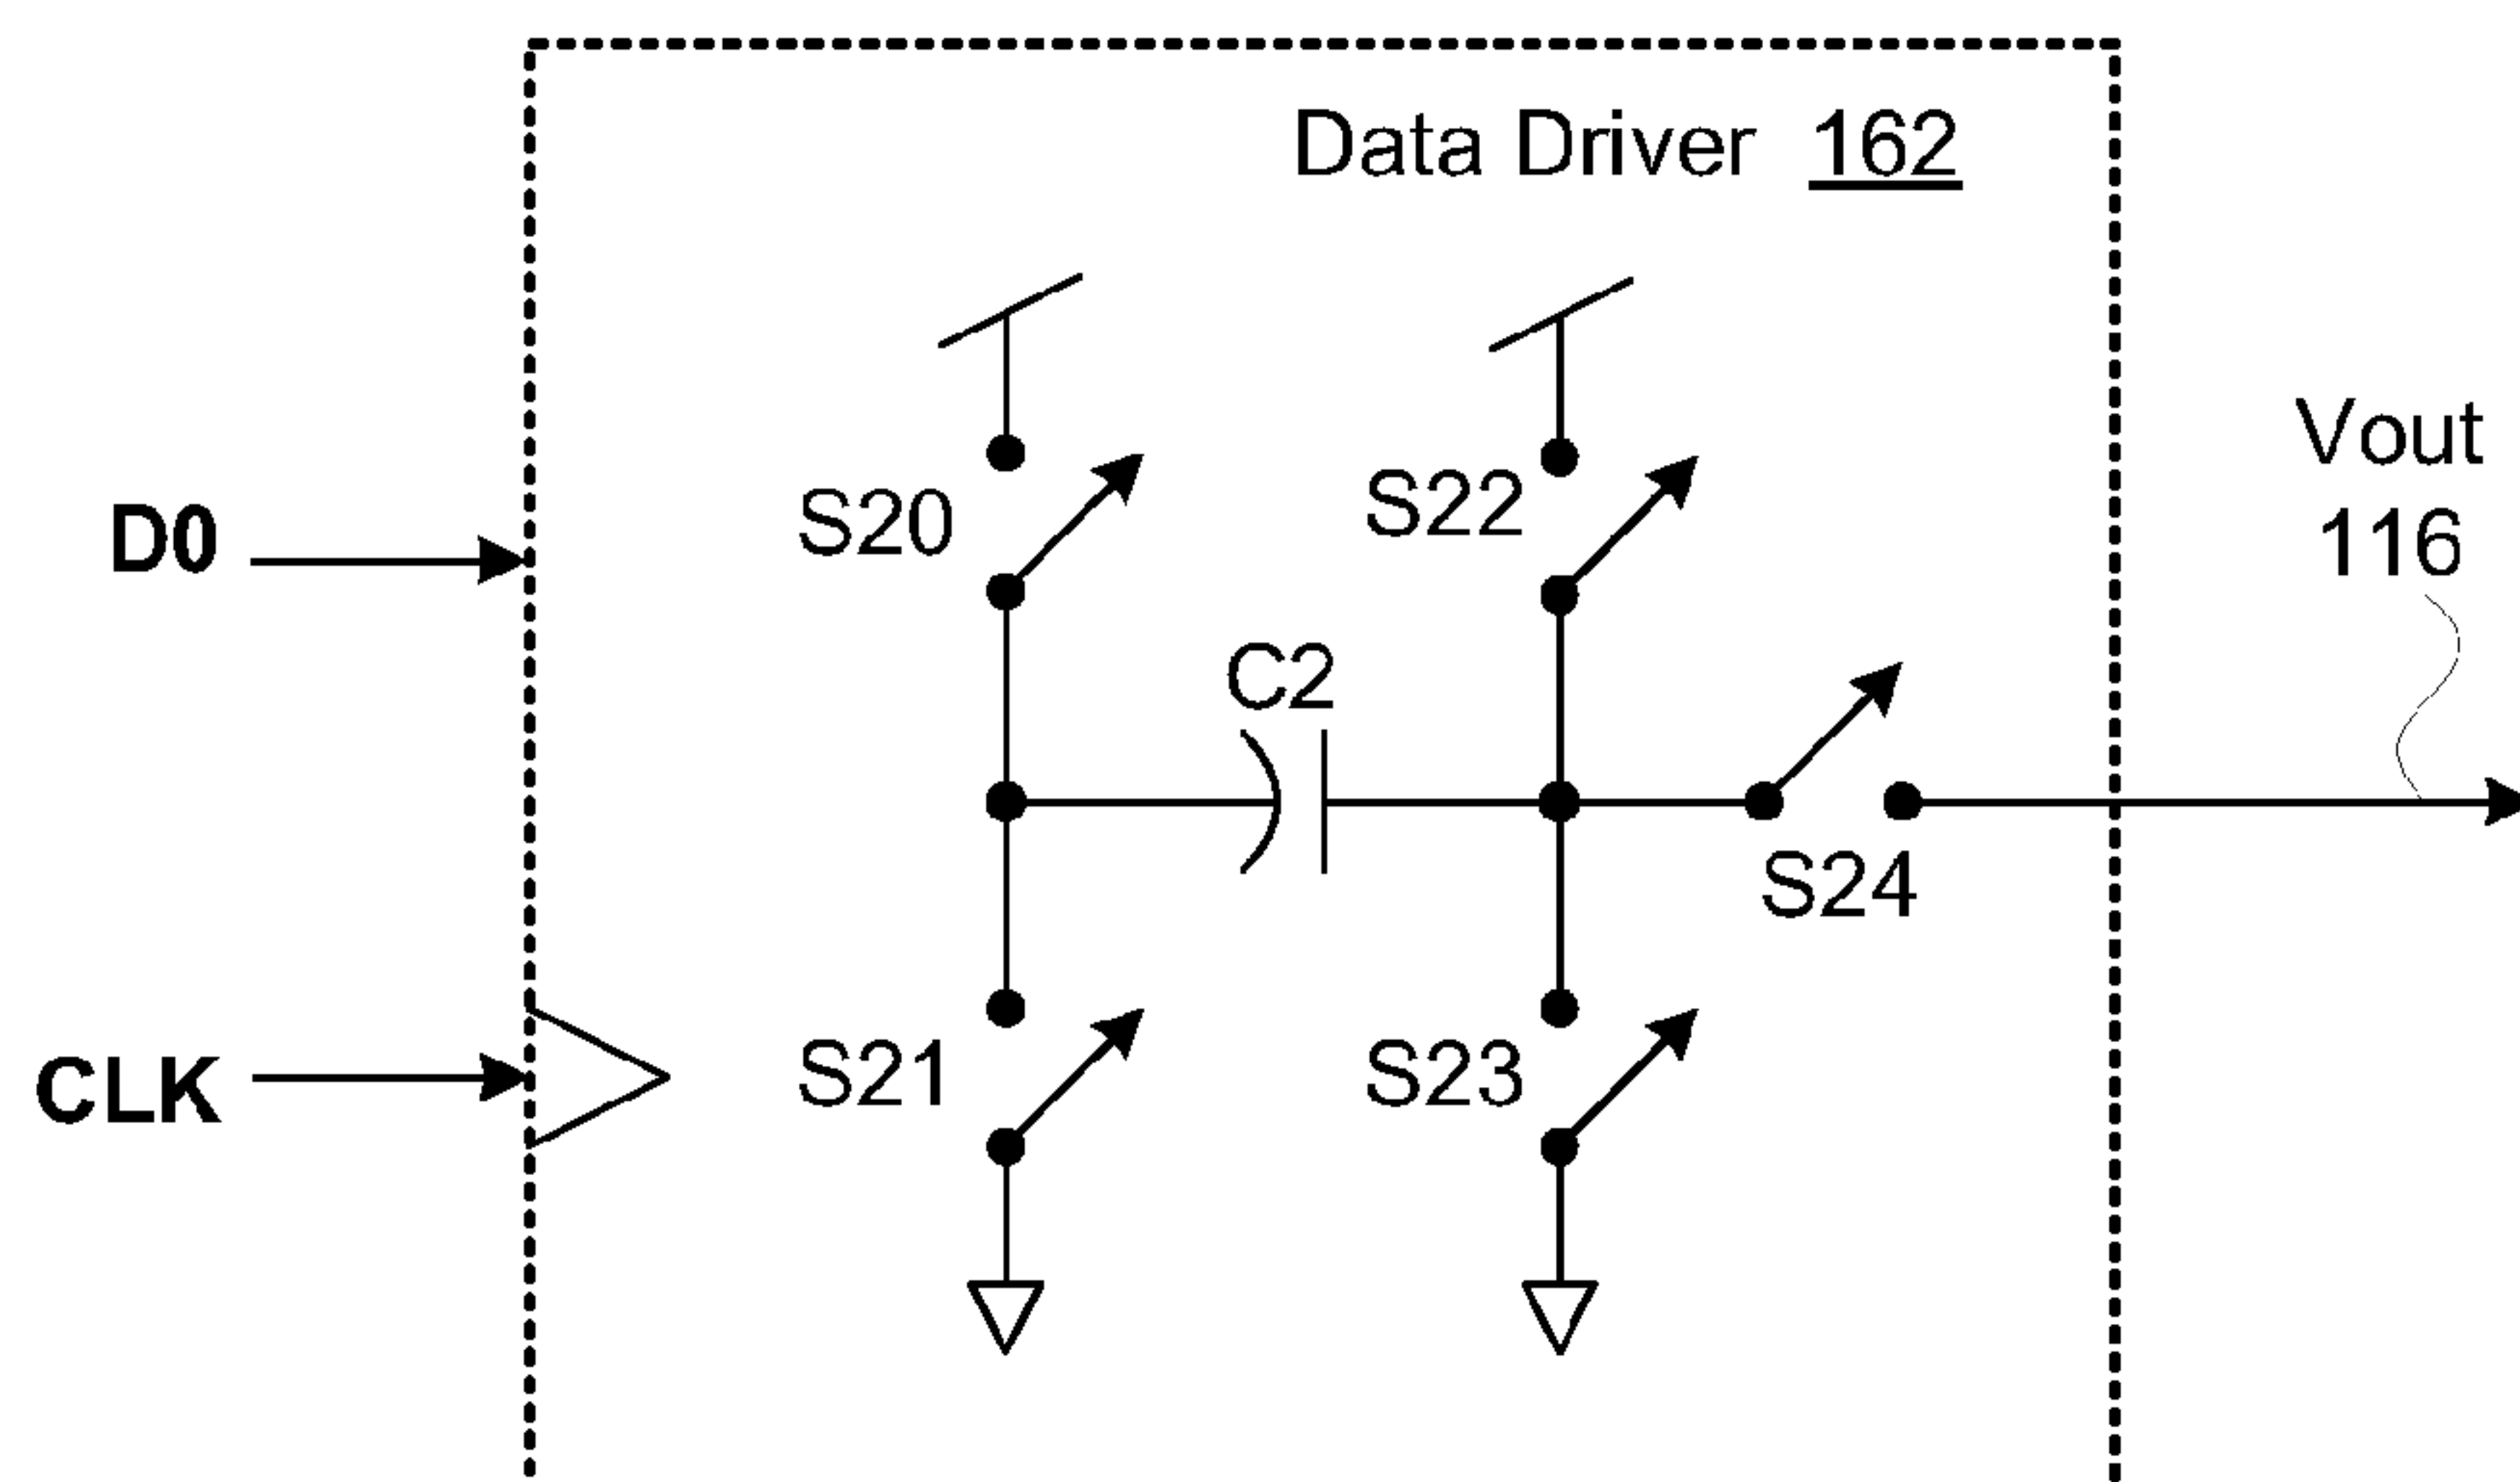 Data Driver 162
Vout
116
D0
S20
S22
C2
S24
CLK
S21
S23